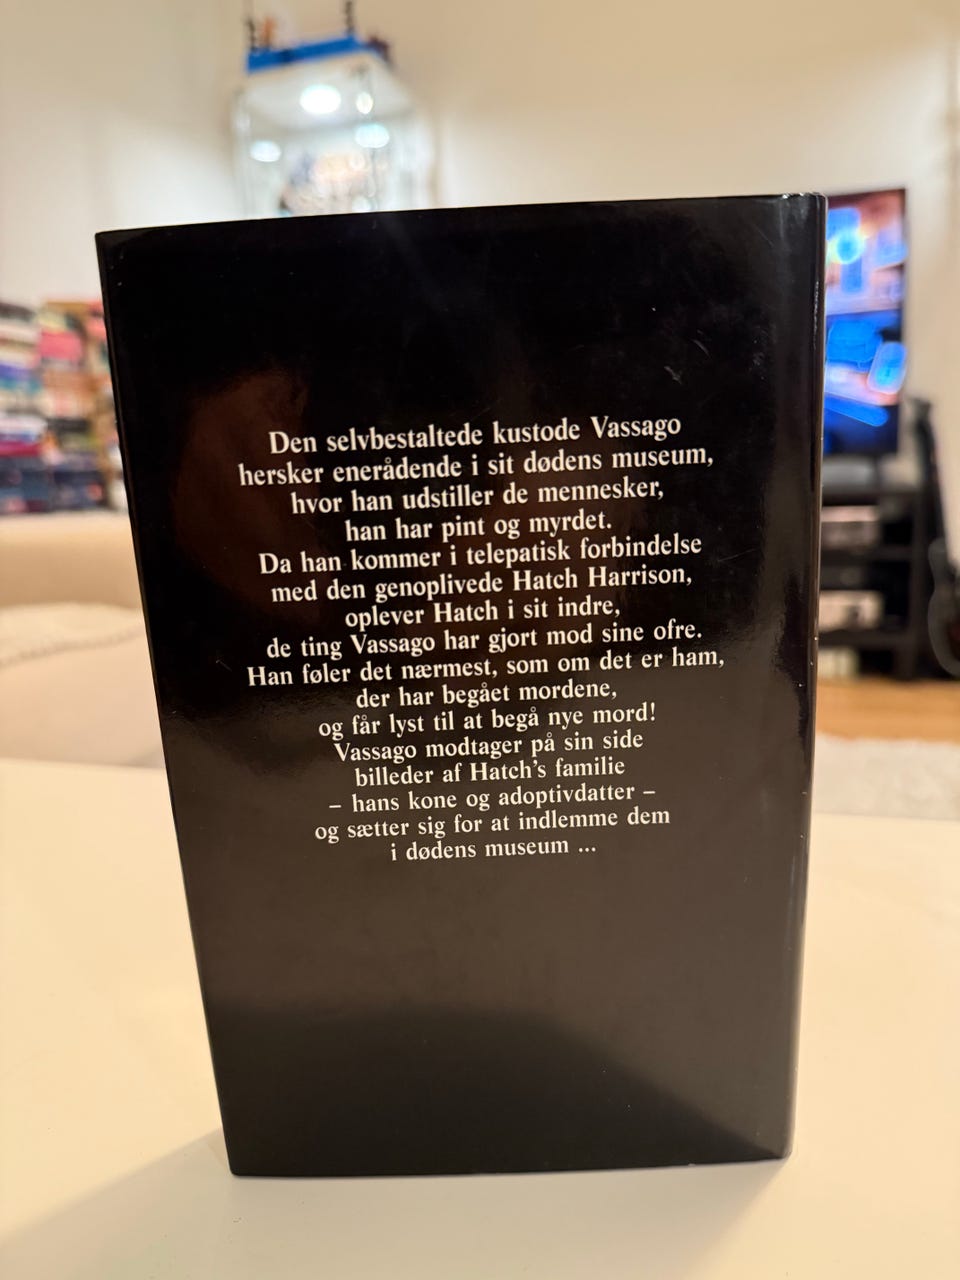 Den selvbestaltede kustode Vassago
hersker enerådende i sit dødens museum,
hvor han udstiller de mennesker,
han har pint og myrdet.
Da han kommer i telepatisk forbindelse
med den genoplivede Hatch Harrison,
oplever Hatch i sit indre,
de ting Vassago har gjort mod sine ofre.
Han føler det nærmest, som om det er ham,
der har begået mordene,
og får lyst til at begå nye mord!
Vassago modtager på sin side
billeder af Hatch's familie
– hans kone og adoptivdatter –
og sætter sig for at indlemme dem
i dødens museum ...